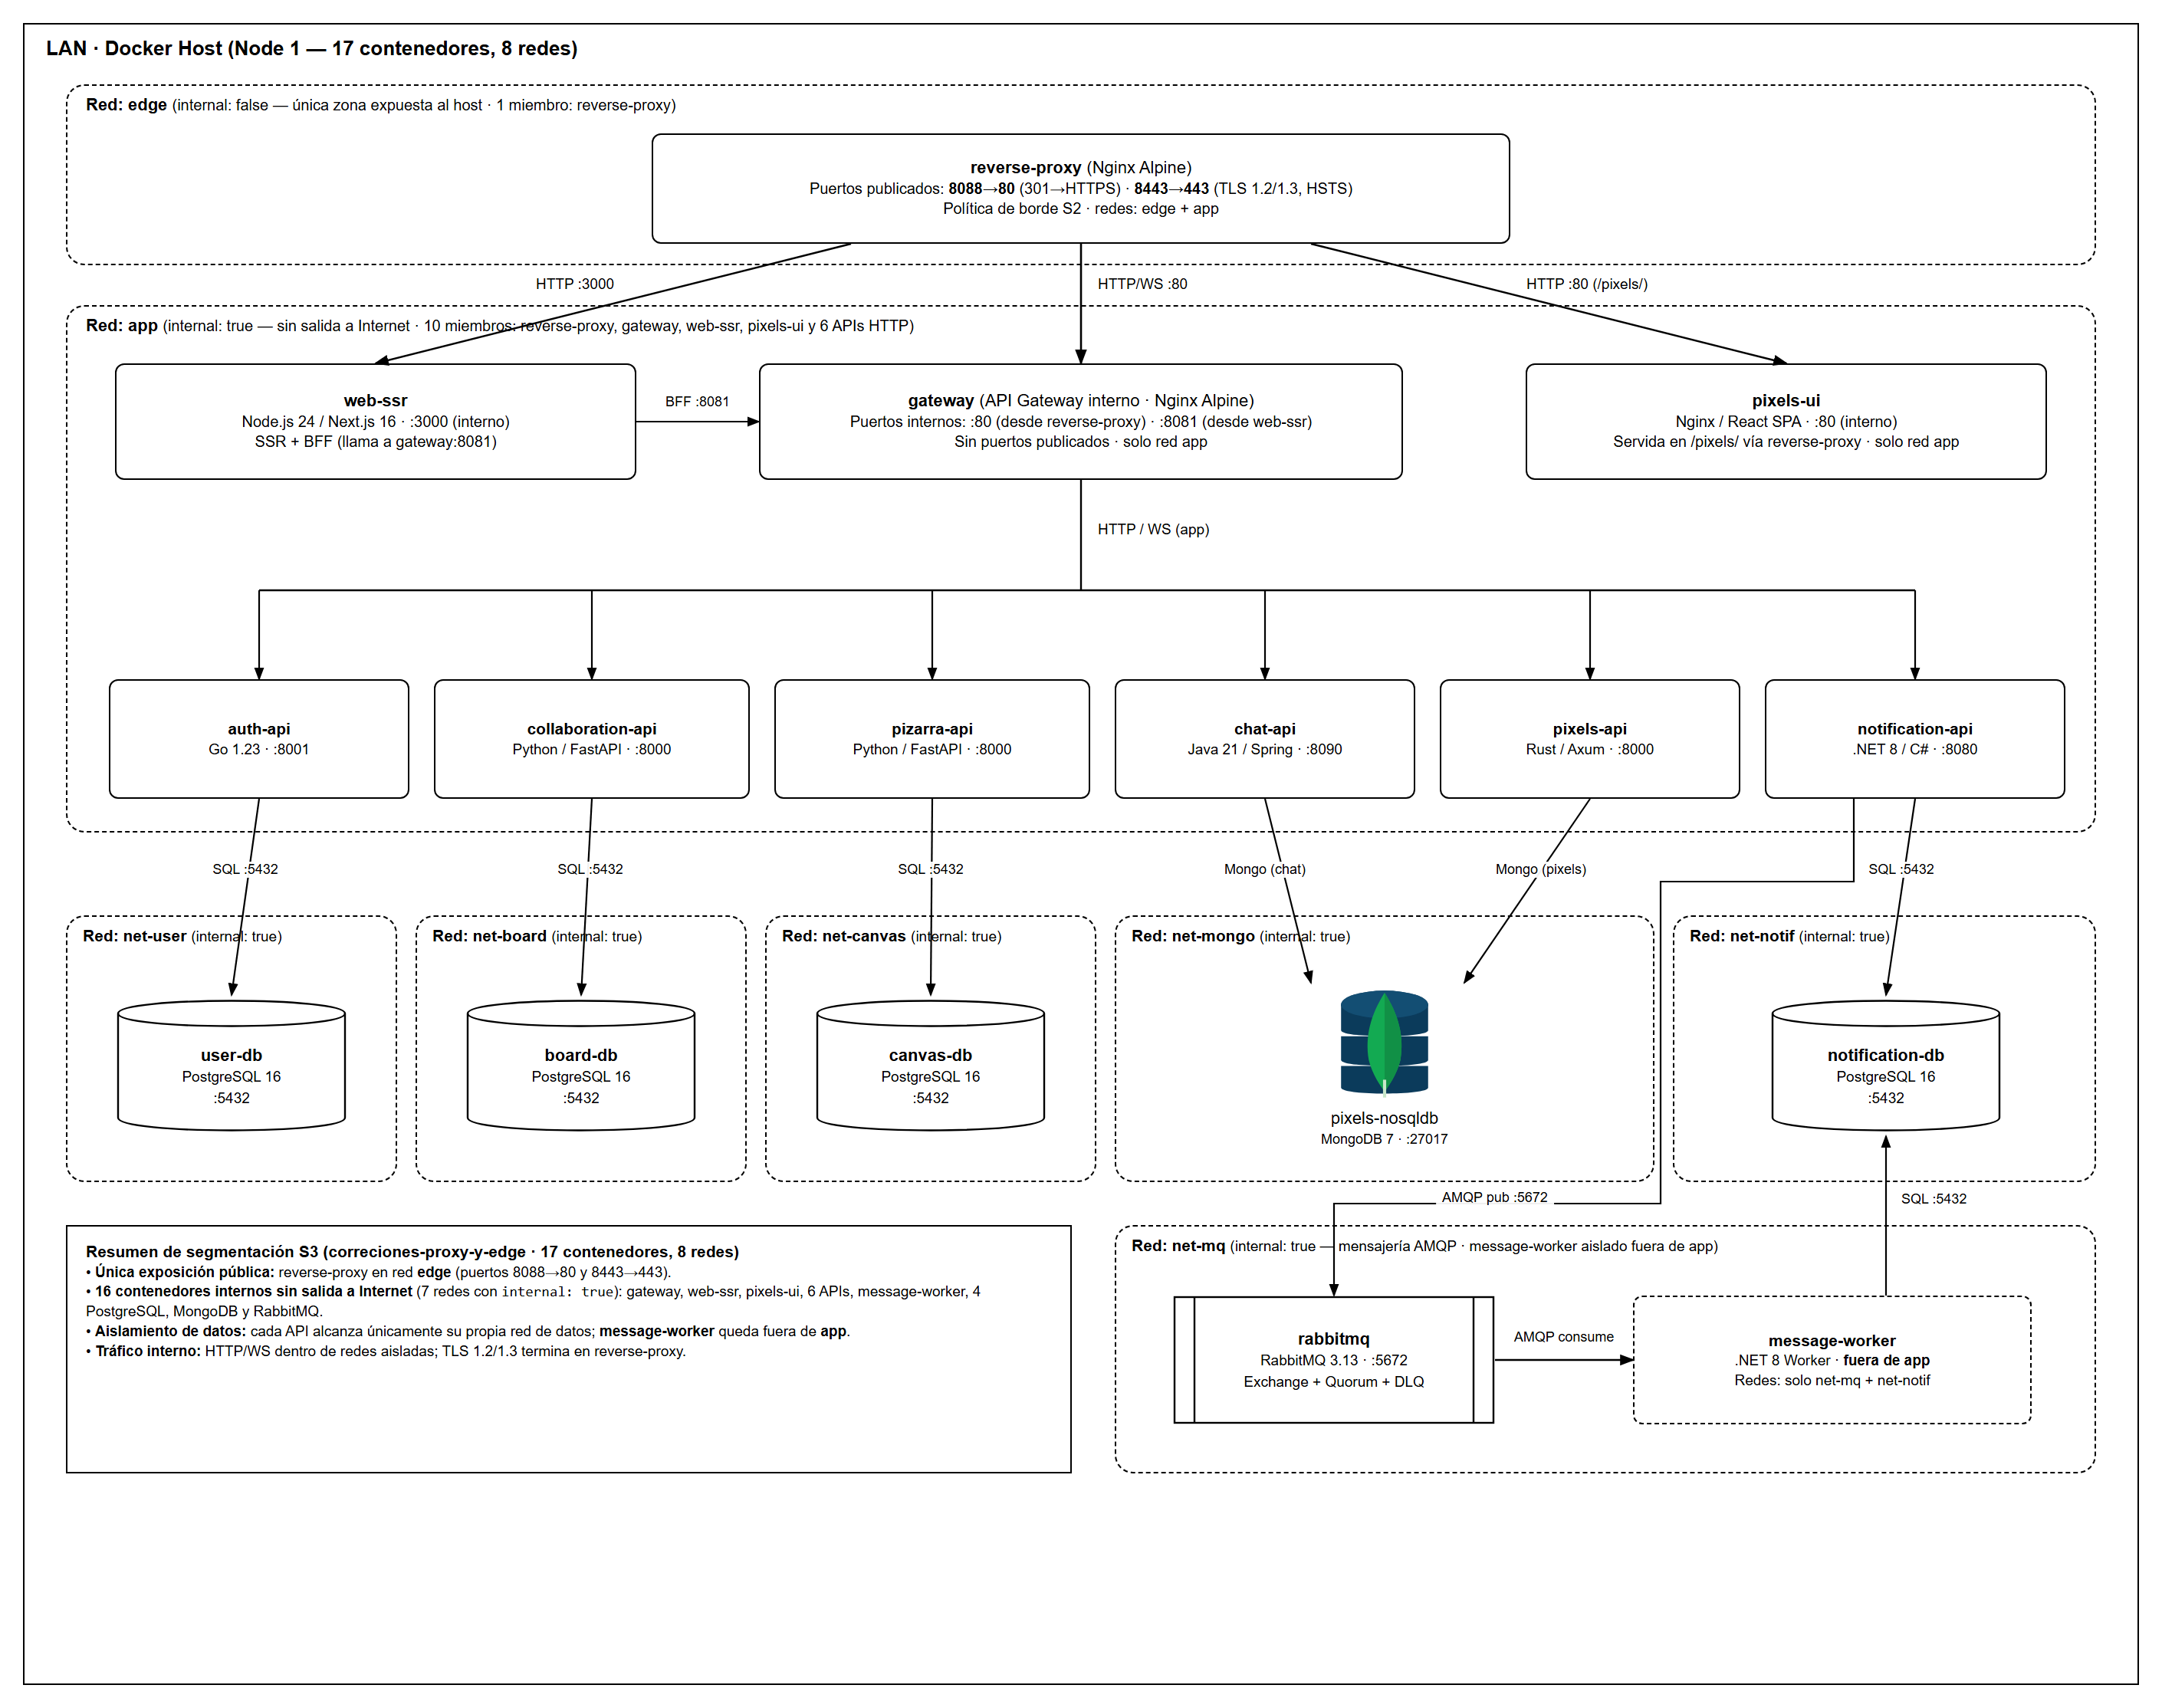 LAN · Docker Host (Node 1 — 17 contenedores, 8 redes)
Red: edge (internal: false — única zona expuesta al host · 1 miembro: reverse-proxy)
reverse-proxy (Nginx Alpine)
Puertos publicados: 8088→80 (301→HTTPS) · 8443→443 (TLS 1.2/1.3, HSTS)
Política de borde S2 · redes: edge + app
HTTP :3000
HTTP/WS :80
HTTP :80 (/pixels/)
Red: app (internal: true — sin salida a Internet · 10 miembros: reverse-proxy, gateway, web-ssr, pixels-ui y 6 APIs HTTP)
web-ssr
Node.js 24 / Next.js 16 · :3000 (interno)
SSR + BFF (llama a gateway:8081)
BFF :8081
gateway (API Gateway interno · Nginx Alpine)
Puertos internos: :80 (desde reverse-proxy) · :8081 (desde web-ssr)
Sin puertos publicados · solo red app
pixels-ui
Nginx / React SPA · :80 (interno)
Servida en /pixels/ vía reverse-proxy · solo red app
HTTP / WS (app)
auth-api
Go 1.23 · :8001
collaboration-api
Python / FastAPI · :8000
pizarra-api
Python / FastAPI · :8000
chat-api
Java 21 / Spring · :8090
pixels-api
Rust / Axum · :8000
notification-api
.NET 8 / C# · :8080
SQL :5432
SQL :5432
SQL :5432
Mongo (chat)
Mongo (pixels)
SQL :5432
Red: net-user (internal: true)
Red: net-board (internal: true)
Red: net-canvas (internal: true)
Red: net-mongo (internal: true)
Red: net-notif (internal: true)
user-db
PostgreSQL 16
:5432
board-db
PostgreSQL 16
:5432
canvas-db
PostgreSQL 16
:5432
pixels-nosqldb
MongoDB 7 · :27017
notification-db
PostgreSQL 16
:5432
AMQP pub :5672
SQL :5432
Resumen de segmentación S3 (correciones-proxy-y-edge · 17 contenedores, 8 redes)
• Única exposición pública: reverse-proxy en red edge (puertos 8088→80 y 8443→443).
• 16 contenedores internos sin salida a Internet (7 redes con internal: true): gateway, web-ssr, pixels-ui, 6 APIs, message-worker, 4
PostgreSQL, MongoDB y RabbitMQ.
• Aislamiento de datos: cada API alcanza únicamente su propia red de datos; message-worker queda fuera de app.
• Tráfico interno: HTTP/WS dentro de redes aisladas; TLS 1.2/1.3 termina en reverse-proxy.
Red: net-mq (internal: true — mensajería AMQP · message-worker aislado fuera de app)
rabbitmq
RabbitMQ 3.13 · :5672
Exchange + Quorum + DLQ
AMQP consume
message-worker
.NET 8 Worker · fuera de app
Redes: solo net-mq + net-notif